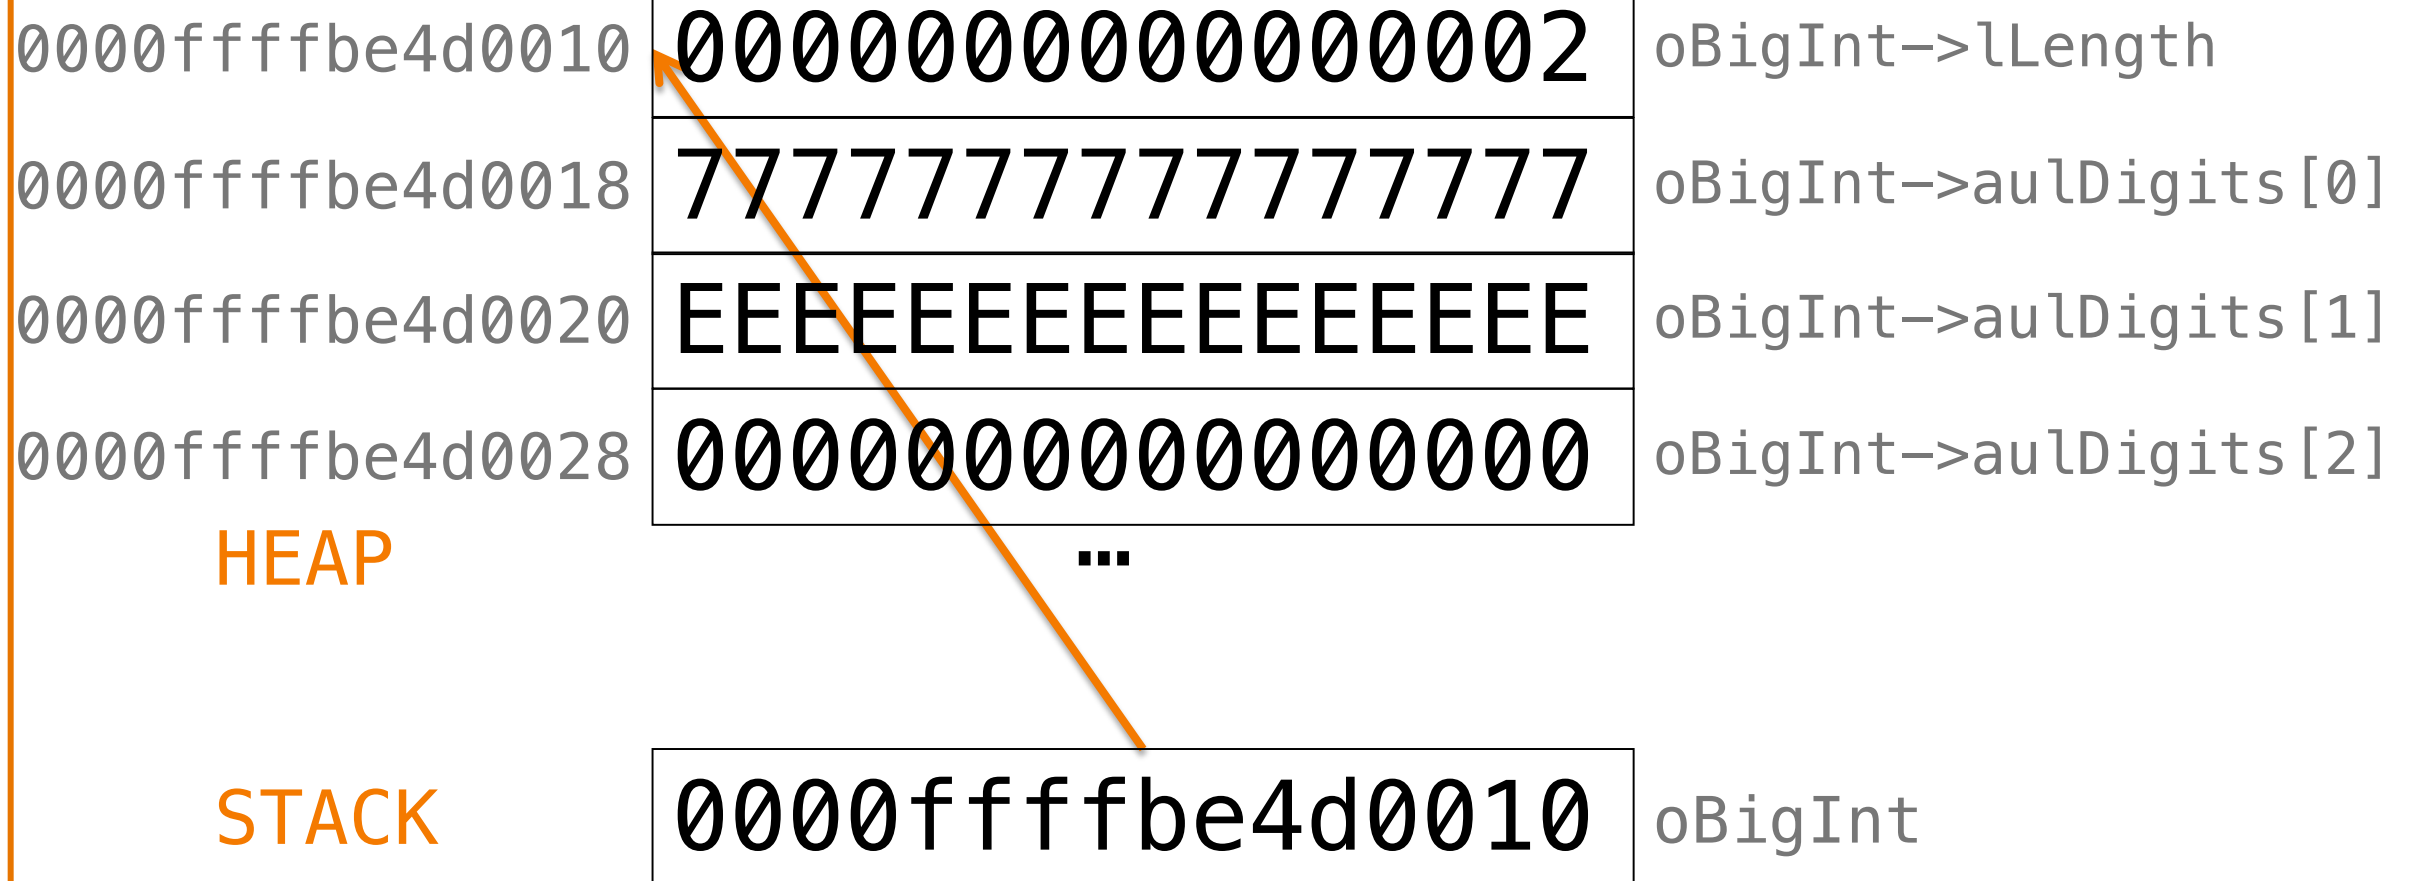 0000ffffbe4d0010 0000000000000002 oBigInt->lLength
0000ffffbe4d0018 7777777777777777 oBigInt->aulDigits[0]
0000ffffbe4d0020 EEEEEEEEEEEEEEEE oBigInt->aulDigits[1]
0000ffffbe4d0028 0000000000000000 oBigInt->aulDigits[2]
HEAP …
STACK 0000ffffbe4d0010 oBigInt